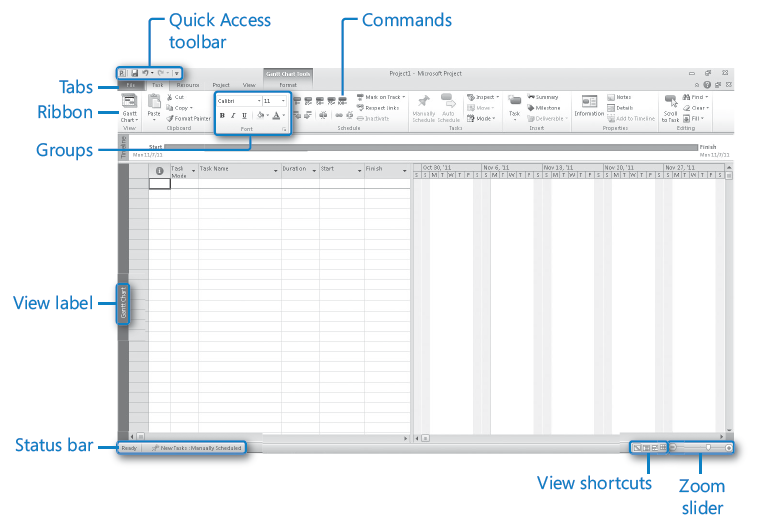 Quick Access
toolbar
Commands
Gantt Chart Tools
Project1 - Microsoft Project
Tabs
File Task Resource Project View Format
Ribbon
Gantt
Chart
View
Paste
Cut
Copy
Format Painter
Clipboard
Calibri 11
B I U A
Font
Mark on Track
Respect Links
Inactivate
Schedule
Manually
Schedule
Auto
Schedule
Inspect
Move
Mode
Tasks
Task
Summary
Milestone
Deliverable
Insert
Information
Notes
Details
Add to Timeline
Properties
Scroll
to Task
Find
Clear
Fill
Editing
Groups
Timeline
Start
Mon 11/7/11
Finish
Mon 11/7/11
Task
Mode
Task Name Duration Start Finish
Oct 30, '11 Nov 6, '11 Nov 13, '11 Nov 20, '11 Nov 27, '11
S S M T W T F S S M T W T F S S M T W T F S S M T W T F S S M T W T F S
View label
Gantt Chart
Status bar
Ready New Tasks : Manually Scheduled
View shortcuts
Zoom
slider